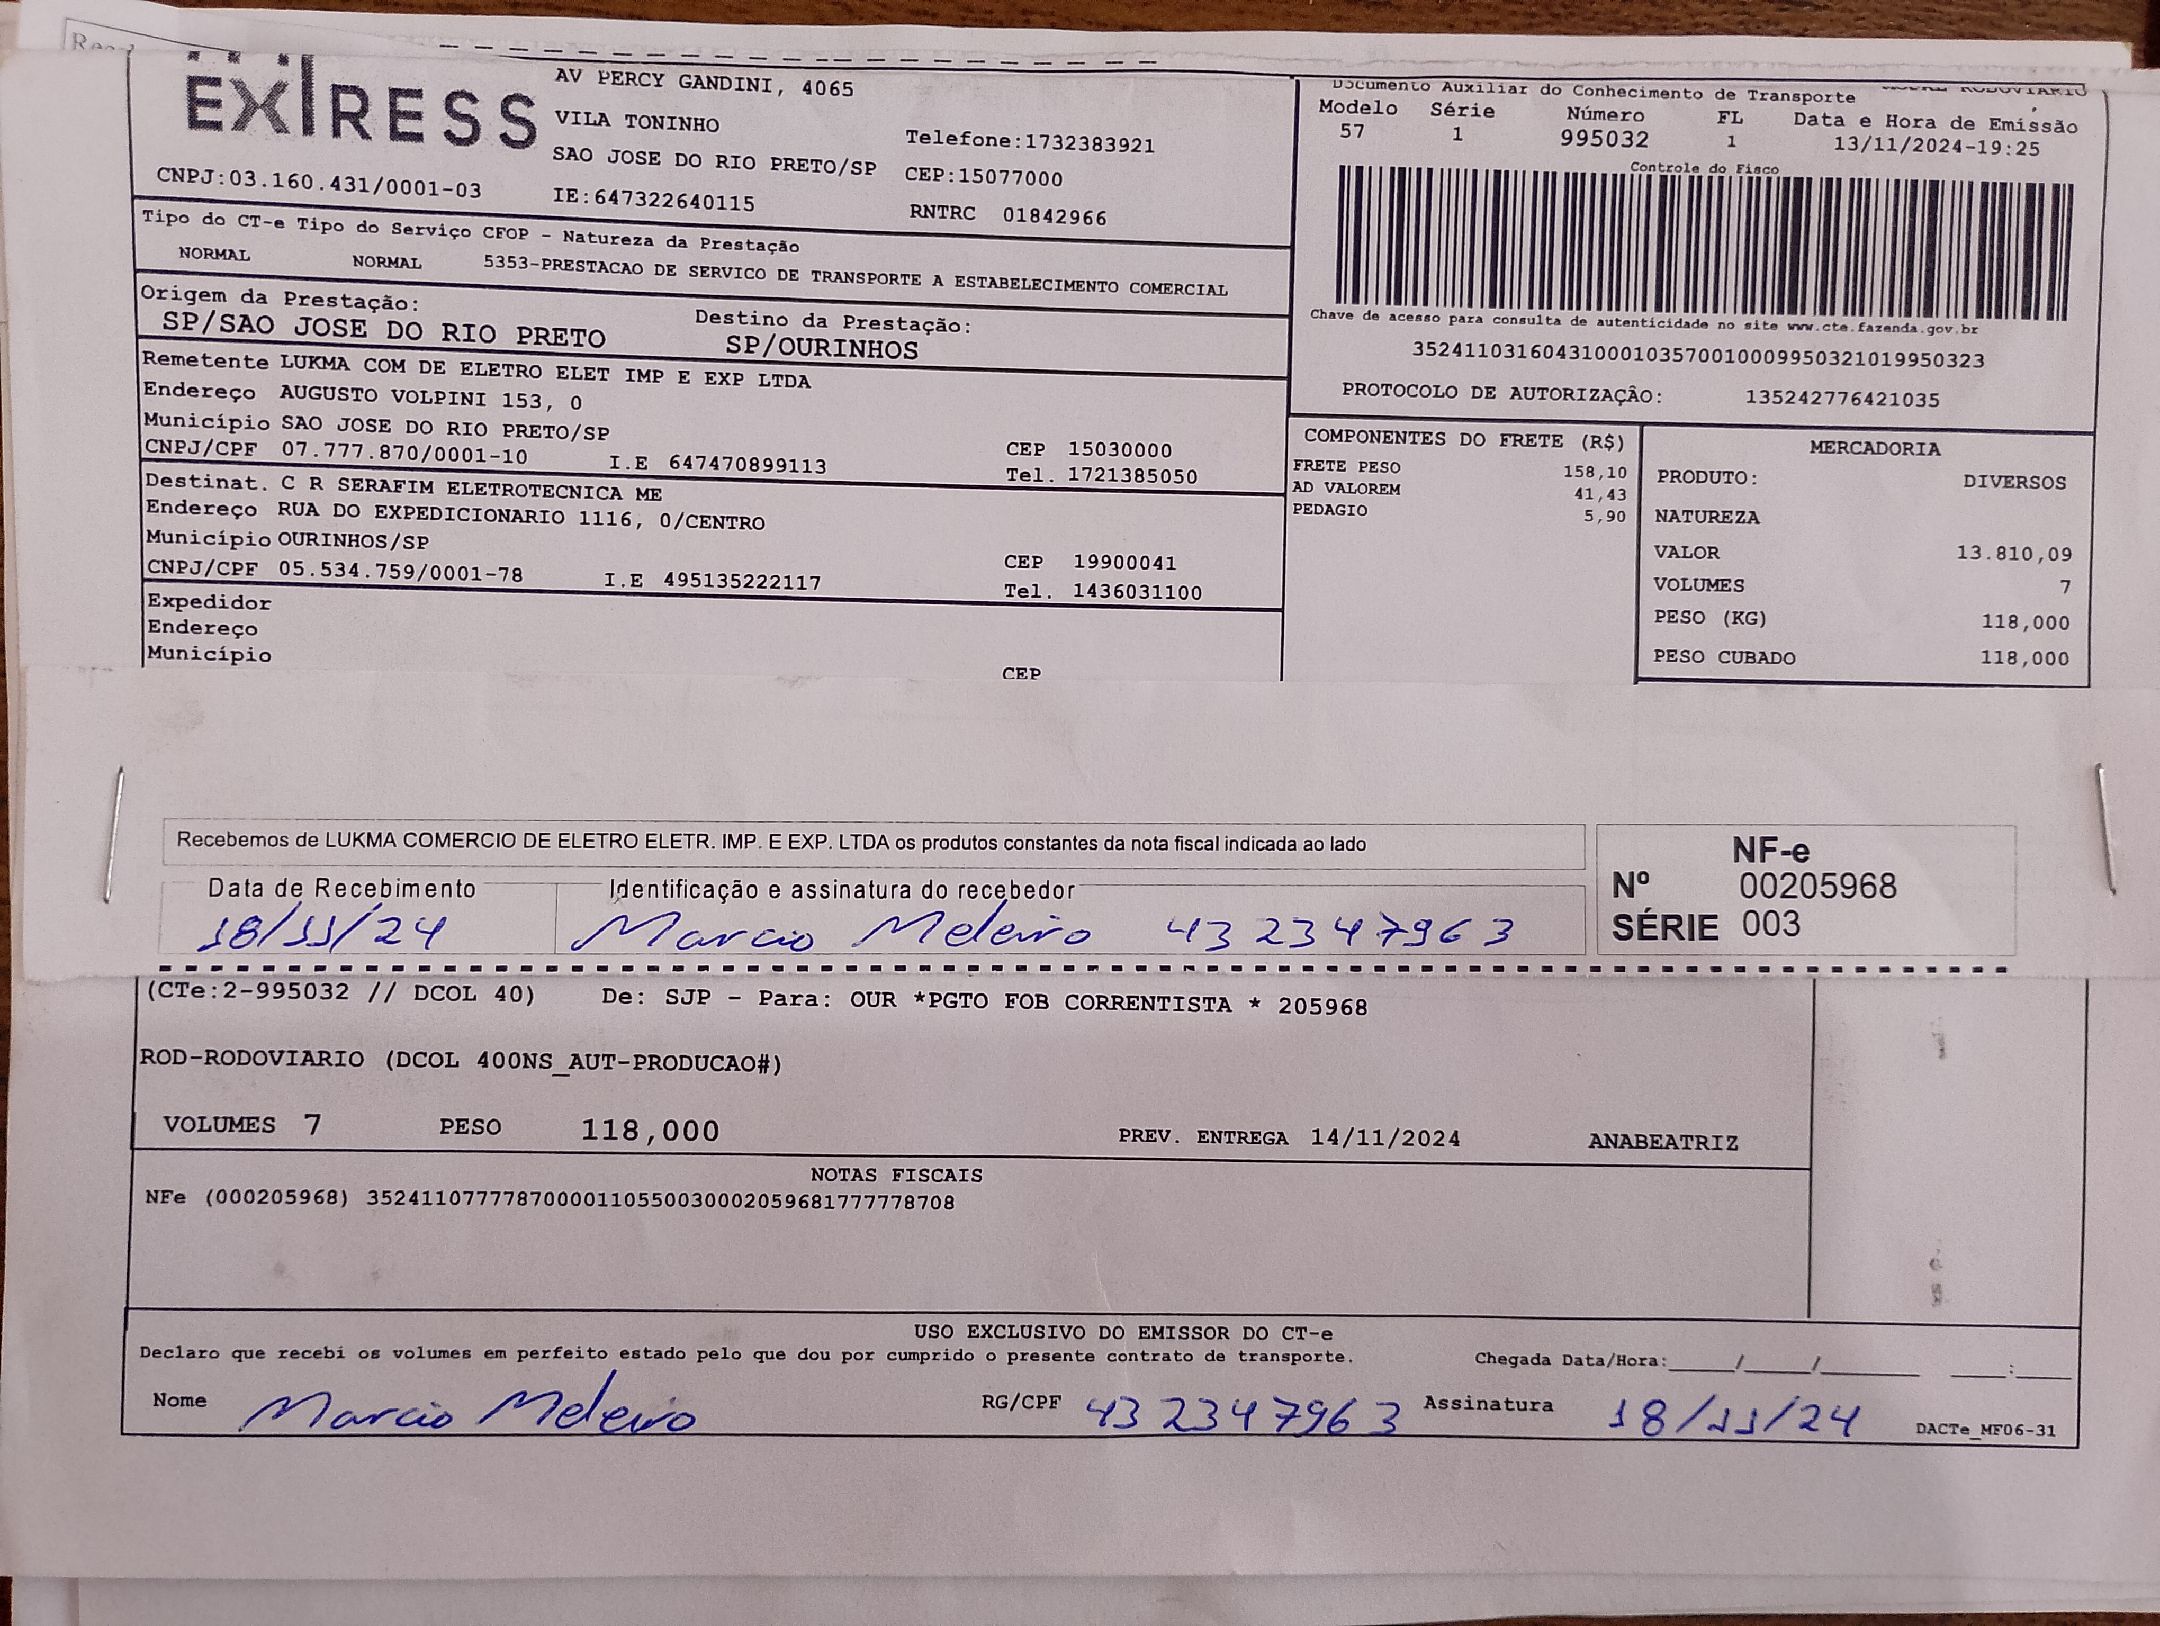 EXPRESS
AV PERCY GANDINI, 4065
VILA TONINHO
SAO JOSE DO RIO PRETO/SP
Telefone:1732383921
CEP:15077000
CNPJ:03.160.431/0001-03
IE:647322640115
RNTRC 01842966
Documento Auxiliar do Conhecimento de Transporte
RODOVIARIO
Modelo Série Número FL Data e Hora de Emissão
57 1 995032 1 13/11/2024-19:25
Controle do Fisco
Chave de acesso para consulta de autenticidade no site www.cte.fazenda.gov.br
35241103160431000103570010009950321019950323
PROTOCOLO DE AUTORIZAÇÃO: 135242776421035
Tipo do CT-e Tipo do Serviço CFOP - Natureza da Prestação
NORMAL NORMAL 5353-PRESTACAO DE SERVICO DE TRANSPORTE A ESTABELECIMENTO COMERCIAL
Origem da Prestação: Destino da Prestação:
SP/SAO JOSE DO RIO PRETO SP/OURINHOS
Remetente LUKMA COM DE ELETRO ELET IMP E EXP LTDA
Endereço AUGUSTO VOLPINI 153, 0
Município SAO JOSE DO RIO PRETO/SP CEP 15030000
CNPJ/CPF 07.777.870/0001-10 I.E 647470899113 Tel. 1721385050
Destinat. C R SERAFIM ELETROTECNICA ME
Endereço RUA DO EXPEDICIONARIO 1116, 0/CENTRO
Município OURINHOS/SP CEP 19900041
CNPJ/CPF 05.534.759/0001-78 I.E 495135222117 Tel. 1436031100
Expedidor
Endereço
Município
CEP
COMPONENTES DO FRETE (R$)
FRETE PESO 158,10
AD VALOREM 41,43
PEDAGIO 5,90
MERCADORIA
PRODUTO: DIVERSOS
NATUREZA
VALOR 13.810,09
VOLUMES 7
PESO (KG) 118,000
PESO CUBADO 118,000
Recebemos de LUKMA COMERCIO DE ELETRO ELETR. IMP. E EXP. LTDA os produtos constantes da nota fiscal indicada ao lado
Data de Recebimento Identificação e assinatura do recebedor
18/11/24 Marcio Meleiro 432347963
NF-e
Nº 00205968
SÉRIE 003
(CTe:2-995032 // DCOL 40) De: SJP - Para: OUR *PGTO FOB CORRENTISTA * 205968
ROD-RODOVIARIO (DCOL 400NS_AUT-PRODUCAO#)
VOLUMES 7 PESO 118,000 PREV. ENTREGA 14/11/2024 ANABEATRIZ
NOTAS FISCAIS
NFe (000205968) 35241107777870000110550030002059681777778708
USO EXCLUSIVO DO EMISSOR DO CT-e
Declaro que recebi os volumes em perfeito estado pelo que dou por cumprido o presente contrato de transporte. Chegada Data/Hora:____/____/______ ___:___
Nome Marcio Meleiro RG/CPF 432347963 Assinatura 18/11/24 DACTe_MF06-31